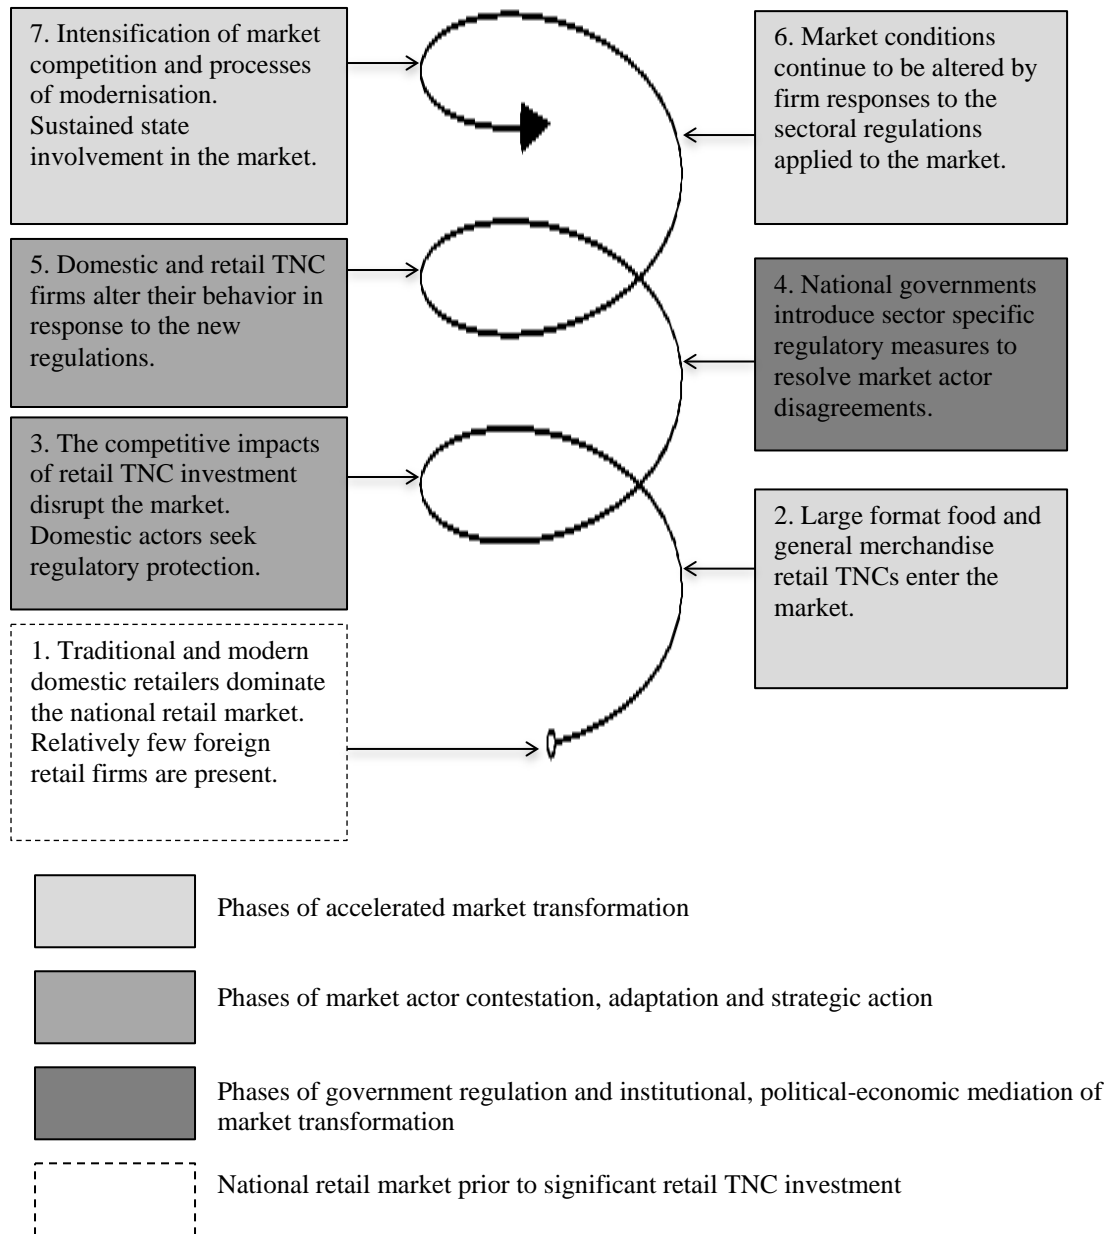 7. Intensification of market
competition and processes
of modernisation.
Sustained state
involvement in the market.
6. Market conditions
continue to be altered by
firm responses to the
sectoral regulations
applied to the market.
5. Domestic and retail TNC
firms alter their behavior in
response to the new
regulations.
4. National governments
introduce sector specific
regulatory measures to
resolve market actor
disagreements.
3. The competitive impacts
of retail TNC investment
disrupt the market.
Domestic actors seek
regulatory protection.
2. Large format food and
general merchandise
retail TNCs enter the
market.
1. Traditional and modern
domestic retailers dominate
the national retail market.
Relatively few foreign
retail firms are present.
Phases of accelerated market transformation
Phases of market actor contestation, adaptation and strategic action
Phases of government regulation and institutional, political-economic mediation of
market transformation
National retail market prior to significant retail TNC investment